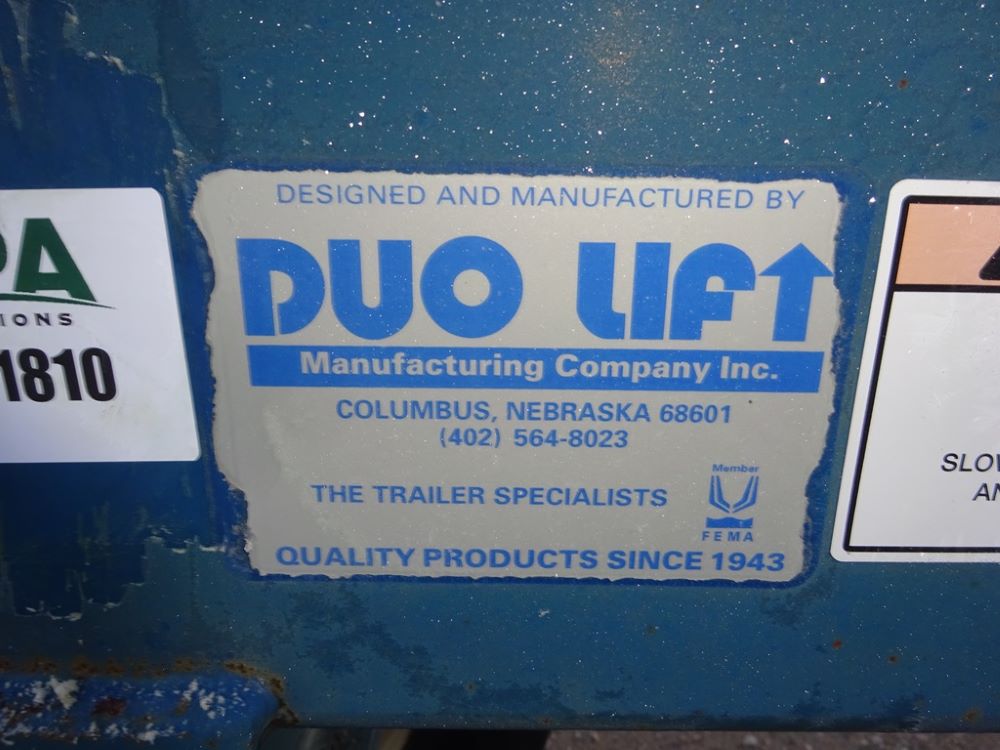 DESIGNED AND MANUFACTURED BY
DUO LIFT
Manufacturing Company Inc.
COLUMBUS, NEBRASKA 68601
(402) 564-8023
THE TRAILER SPECIALISTS
Member
FEMA
QUALITY PRODUCTS SINCE 1943
PA
IONS
1810
SLOW
AN